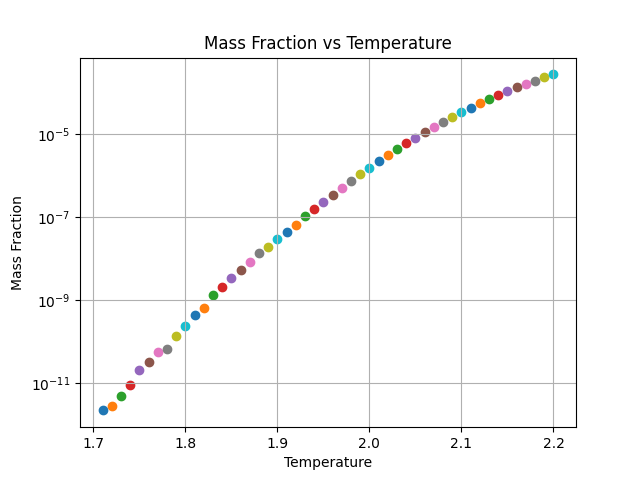 Mass Fraction vs Temperature
Mass Fraction
10⁻⁵
10⁻⁷
10⁻⁹
10⁻¹¹
1.7 1.8 1.9 2.0 2.1 2.2
Temperature